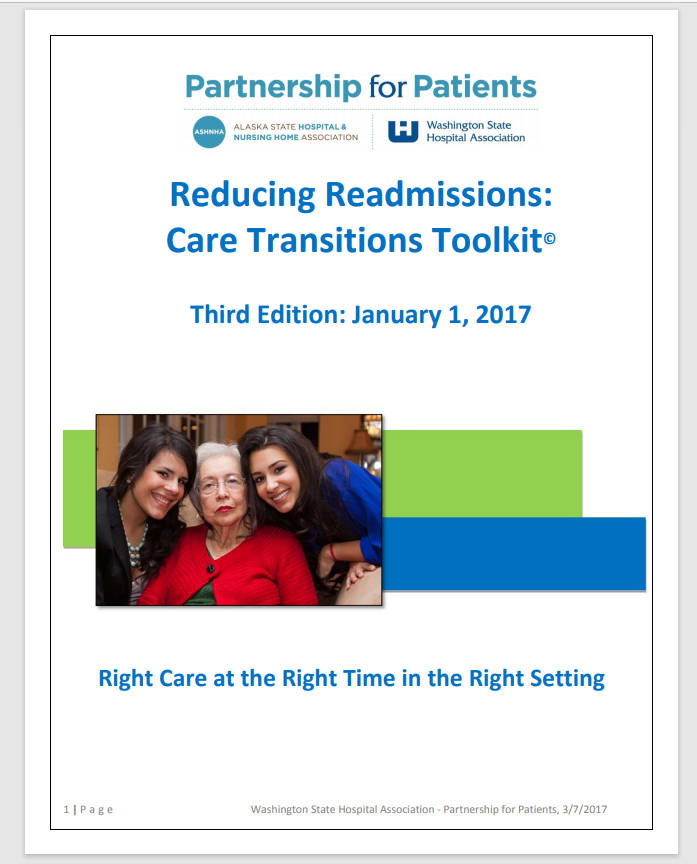 Partnership for Patients
ASHNHA
ALASKA STATE HOSPITAL &
NURSING HOME ASSOCIATION
Washington State
Hospital Association
Reducing Readmissions:
Care Transitions Toolkit©
Third Edition: January 1, 2017
Right Care at the Right Time in the Right Setting
1 | P a g e
Washington State Hospital Association - Partnership for Patients, 3/7/2017